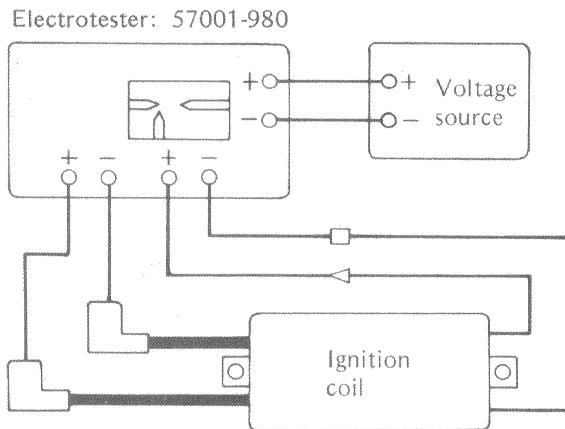 Electrotester: 57001-980
+
+ Voltage
− − source
+ − + −
Ignition
coil